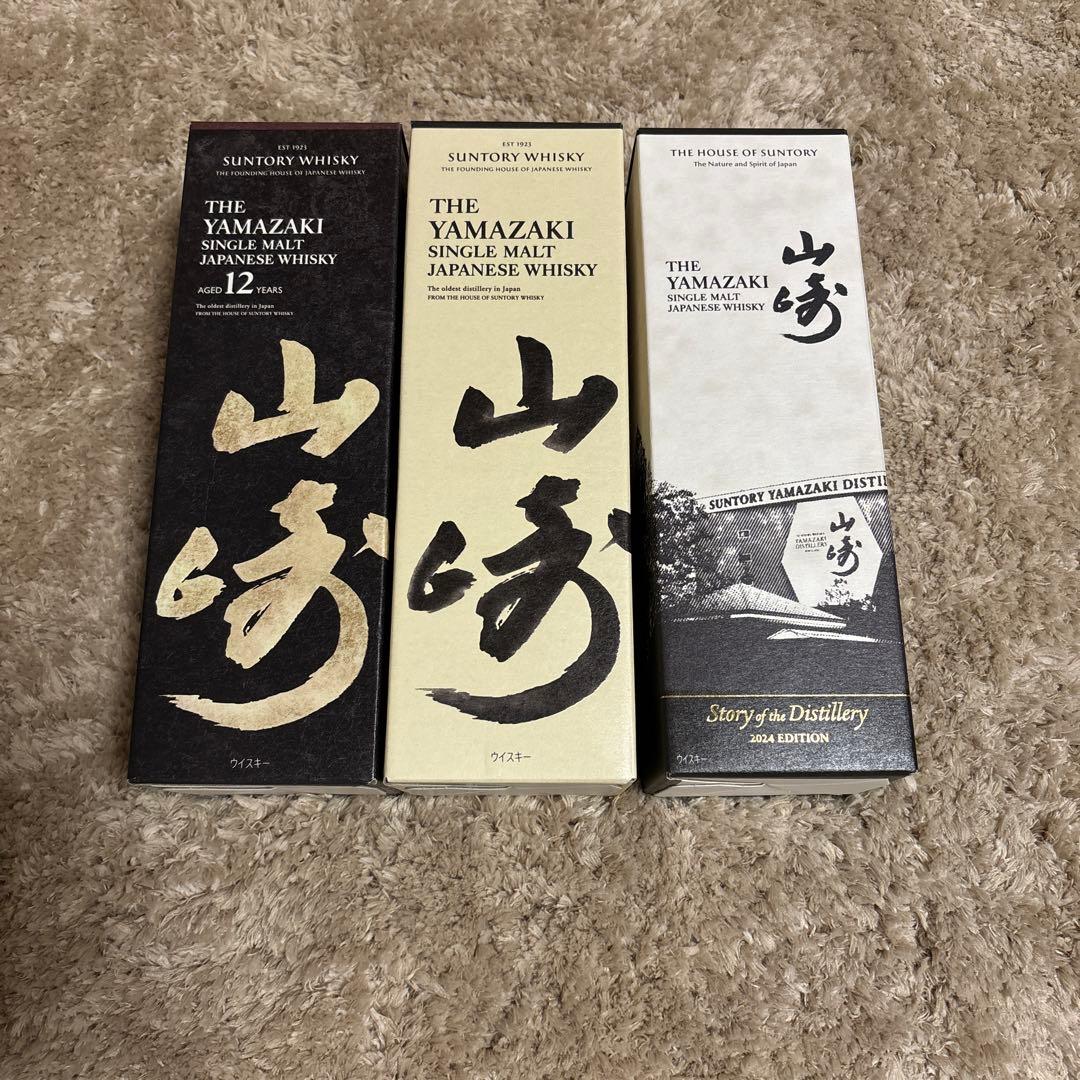 EST 1923
SUNTORY WHISKY
THE FOUNDING HOUSE OF JAPANESE WHISKY
THE
YAMAZAKI
SINGLE MALT
JAPANESE WHISKY
AGED 12 YEARS
The oldest distillery in Japan
FROM THE HOUSE OF SUNTORY WHISKY
山
崎
ウイスキー
EST 1923
SUNTORY WHISKY
THE FOUNDING HOUSE OF JAPANESE WHISKY
THE
YAMAZAKI
SINGLE MALT
JAPANESE WHISKY
The oldest distillery in Japan
FROM THE HOUSE OF SUNTORY WHISKY
山
崎
ウイスキー
THE HOUSE OF SUNTORY
The Nature and Spirit of Japan
THE
YAMAZAKI
SINGLE MALT
JAPANESE WHISKY
山
崎
SUNTORY YAMAZAKI DISTIL
YAMAZAKI
DISTILLERY
山
崎
Story of the Distillery
2024 EDITION
ウイスキー